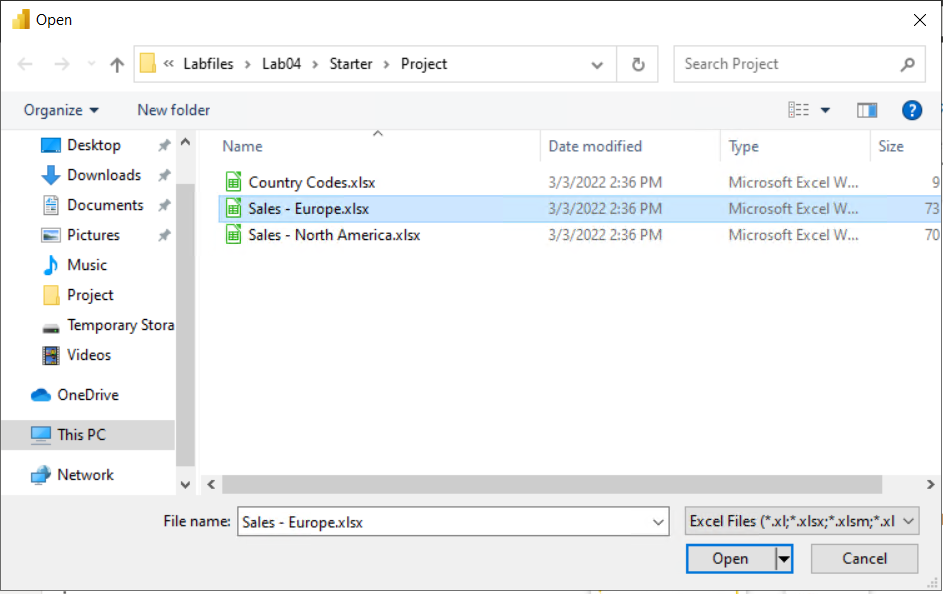 Open
« Labfiles > Lab04 > Starter > Project
Search Project
Organize
New folder
?
Name Date modified Type Size
Desktop
Downloads
Documents
Pictures
Music
Project
Temporary Stora
Videos
OneDrive
This PC
Network
Country Codes.xlsx 3/3/2022 2:36 PM Microsoft Excel W... 9
Sales - Europe.xlsx 3/3/2022 2:36 PM Microsoft Excel W... 73
Sales - North America.xlsx 3/3/2022 2:36 PM Microsoft Excel W... 70
File name: Sales - Europe.xlsx Excel Files (*.xl;*.xlsx;*.xlsm;*.xl
Open Cancel